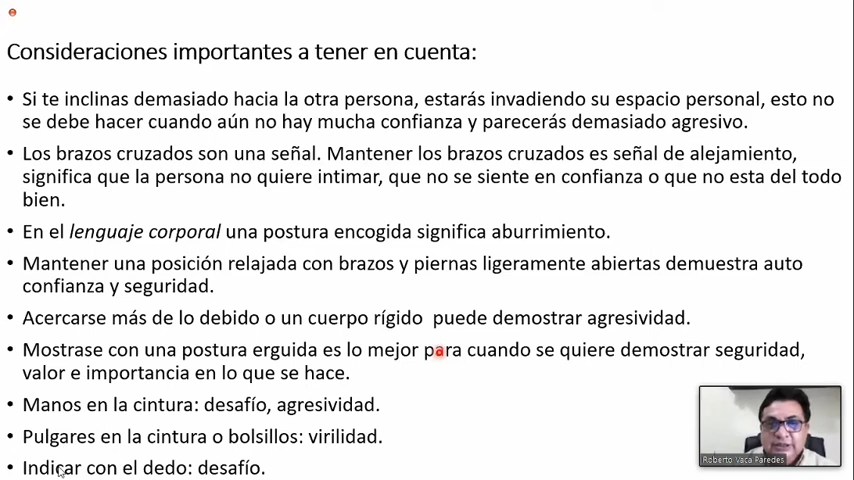 Consideraciones importantes a tener en cuenta:
• Si te inclinas demasiado hacia la otra persona, estarás invadiendo su espacio personal, esto no
se debe hacer cuando aún no hay mucha confianza y parecerás demasiado agresivo.
• Los brazos cruzados son una señal. Mantener los brazos cruzados es señal de alejamiento,
significa que la persona no quiere intimar, que no se siente en confianza o que no esta del todo
bien.
• En el lenguaje corporal una postura encogida significa aburrimiento.
• Mantener una posición relajada con brazos y piernas ligeramente abiertas demuestra auto
confianza y seguridad.
• Acercarse más de lo debido o un cuerpo rígido  puede demostrar agresividad.
• Mostrase con una postura erguida es lo mejor para cuando se quiere demostrar seguridad,
valor e importancia en lo que se hace.
• Manos en la cintura: desafío, agresividad.
• Pulgares en la cintura o bolsillos: virilidad.
• Indicar con el dedo: desafío.
Roberto Vaca Paredes